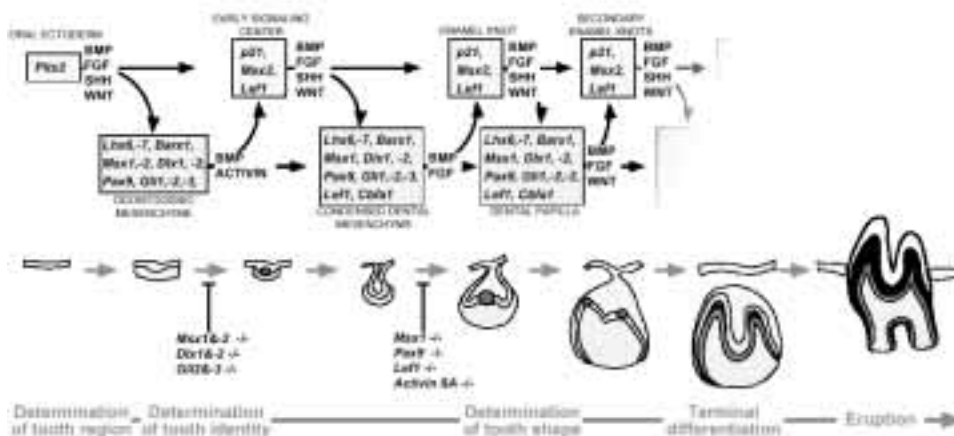 ORAL ECTODERM
Pitx2
BMP
FGF
SHH
WNT
EARLY SIGNALING
CENTER
p21,
Msx2,
Lef1
BMP
FGF
SHH
WNT
ENAMEL KNOT
p21,
Msx2,
Lef1
BMP
FGF
SHH
WNT
SECONDARY
ENAMEL KNOTS
p21,
Msx2,
Lef1
BMP
FGF
SHH
WNT
Lhx6,-7, Barx1,
Msx1,-2, Dlx1, -2,
Pax9, Gli1,-2,-3,
BMP
ACTIVIN
ODONTOGENIC
MESENCHYME
Lhx6,-7, Barx1,
Msx1, Dlx1, -2,
Pax9, Gli1,-2,-3,
Lef1, Cbfa1
BMP
FGF
CONDENSED DENTAL
MESENCHYME
Lhx6,-7, Barx1,
Msx1, Dlx1, -2,
Pax9, Gli1,-2,-3,
Lef1, Cbfa1
BMP
FGF
WNT
DENTAL PAPILLA
Msx1&2 -/-
Dlx1&2 -/-
Gli2&3 -/-
Msx1 -/-
Pax9 -/-
Lef1 -/-
Activin βA -/-
Determination
of tooth region
Determination
of tooth identity
Determination
of tooth shape
Terminal
differentiation
Eruption